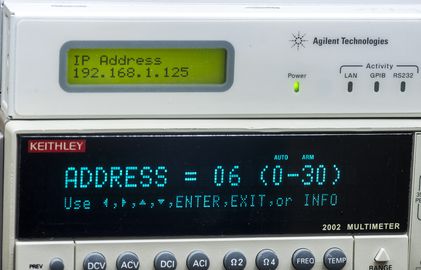 IP Address
192.168.1.125
Agilent Technologies
Power
Activity
LAN GPIB RS232
KEITHLEY
AUTO ARM
ADDRESS = 06 (0-30)
Use ◂,▸,▴,▾,ENTER,EXIT,or INFO
2002 MULTIMETER
PREV
DCV ACV DCI ACI Ω2 Ω4 FREQ TEMP
RANGE